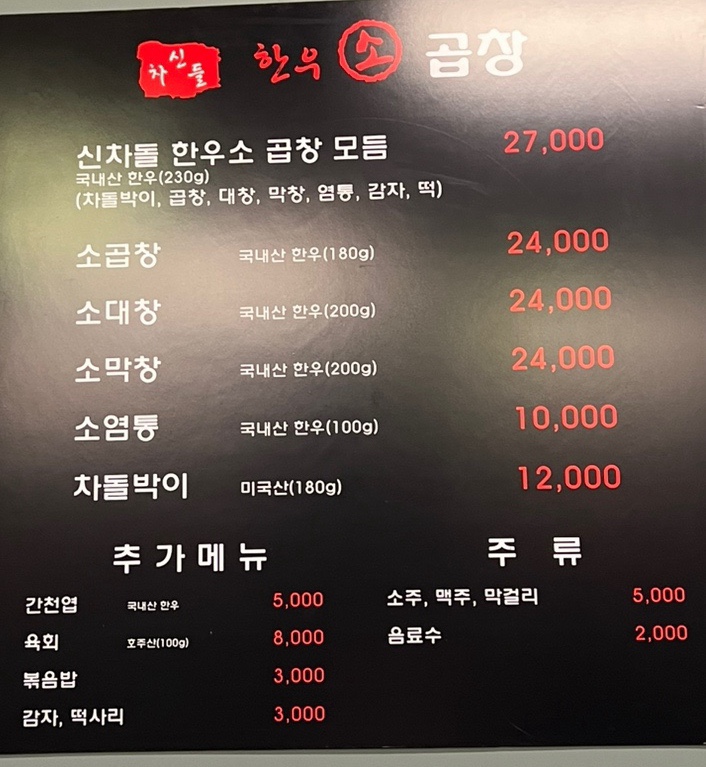 신차돌 한우 소 곱창
신차돌 한우소 곱창 모듬 27,000
국내산 한우(230g)
(차돌박이, 곱창, 대창, 막창, 염통, 감자, 떡)
소곱창 국내산 한우(180g) 24,000
소대창 국내산 한우(200g) 24,000
소막창 국내산 한우(200g) 24,000
소염통 국내산 한우(100g) 10,000
차돌박이 미국산(180g) 12,000
추가메뉴
간천엽 국내산 한우 5,000
육회 호주산(100g) 8,000
볶음밥 3,000
감자, 떡사리 3,000
주 류
소주, 맥주, 막걸리 5,000
음료수 2,000